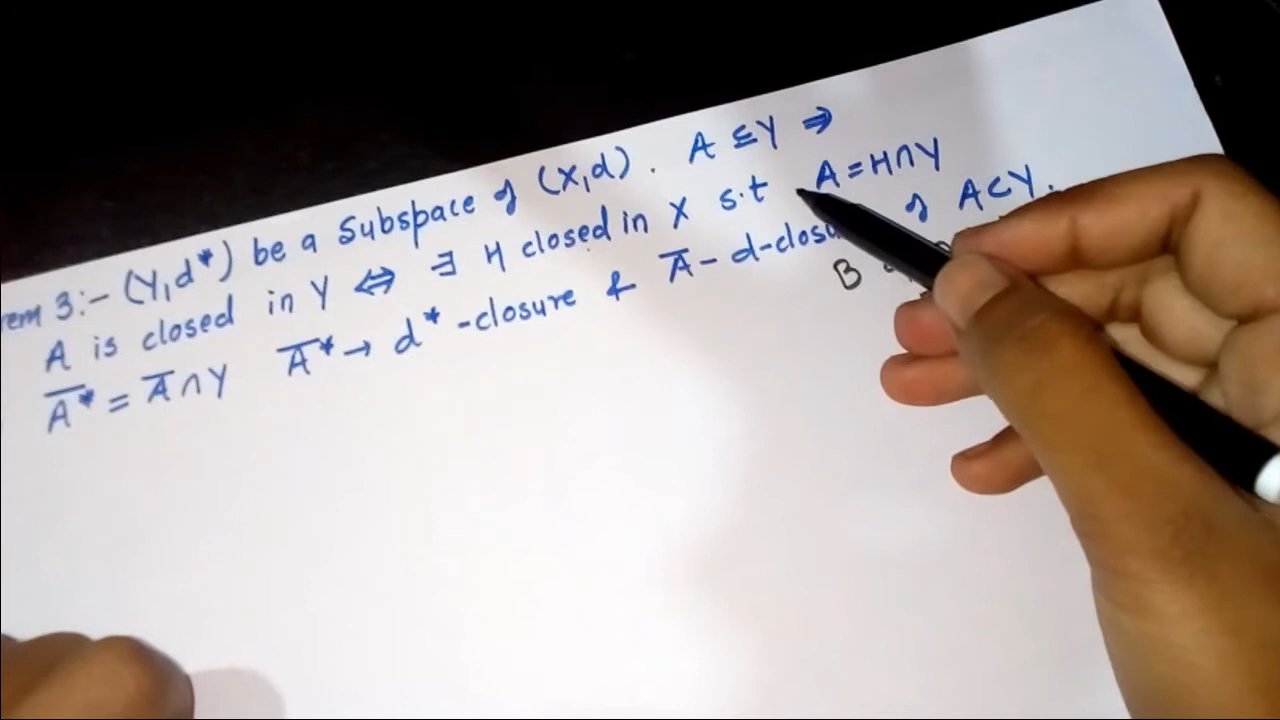 rem 3:- (Y,d*) be a Subspace of (X,d). A ⊆ Y ⇒
A is closed in Y ⇔ ∃ H closed in X s.t A = H∩Y
A̅* = A̅∩Y A̅* → d* -closure & A̅ - d-closu of A⊂Y.
B